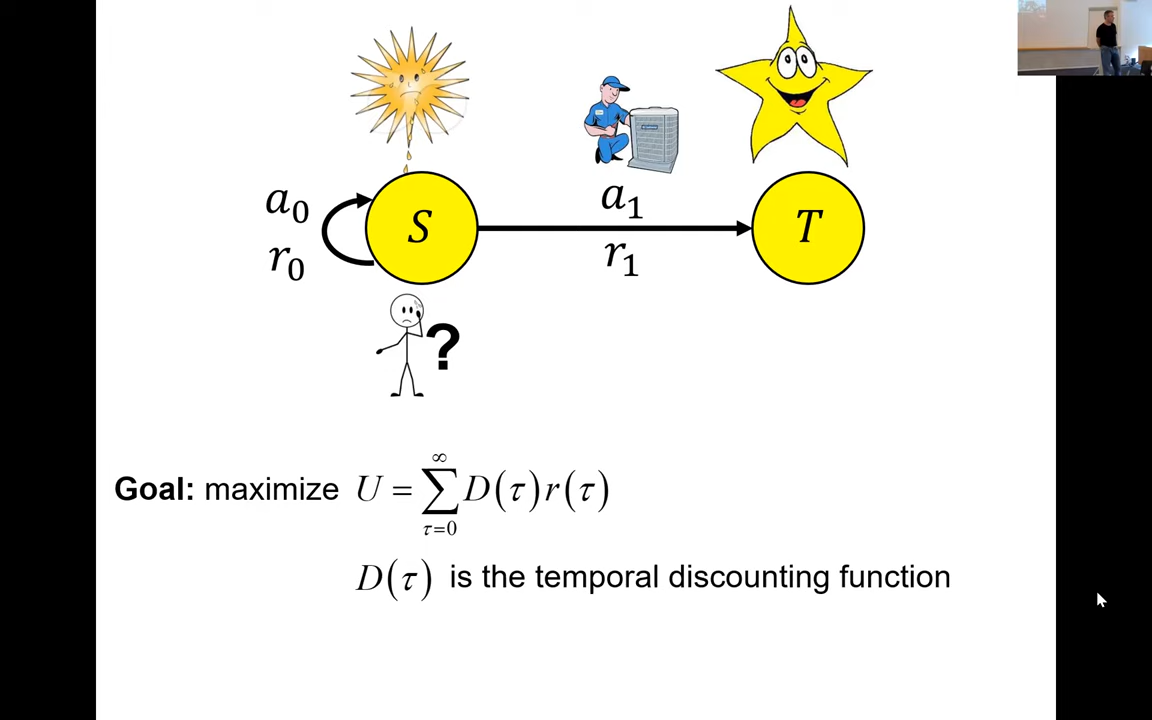 a₀
r₀
S
a₁
r₁
T
?
Goal: maximize U = ∑_{τ=0}^{∞} D(τ)r(τ)
D(τ) is the temporal discounting function